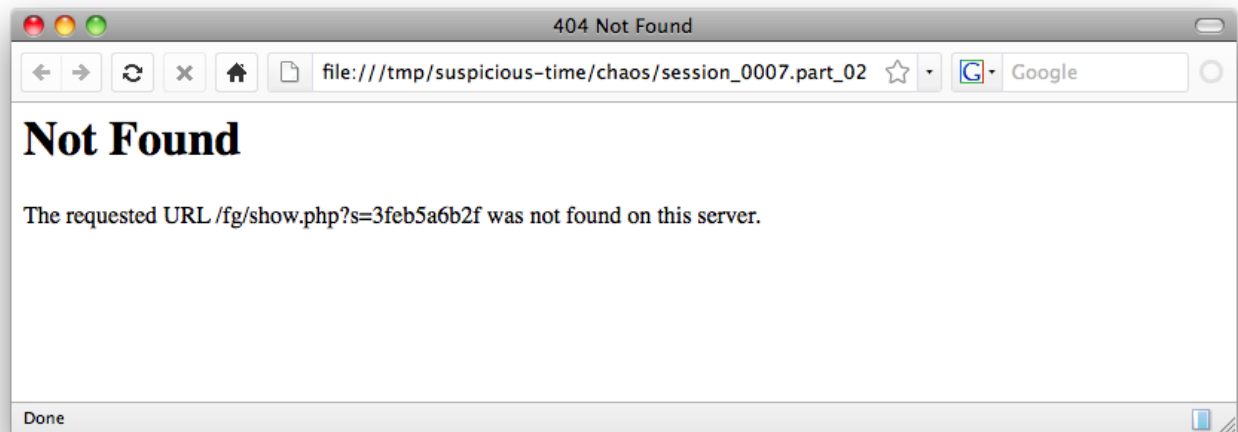 404 Not Found
file:///tmp/suspicious-time/chaos/session_0007.part_02
Google
Not Found
The requested URL /fg/show.php?s=3feb5a6b2f was not found on this server.
Done